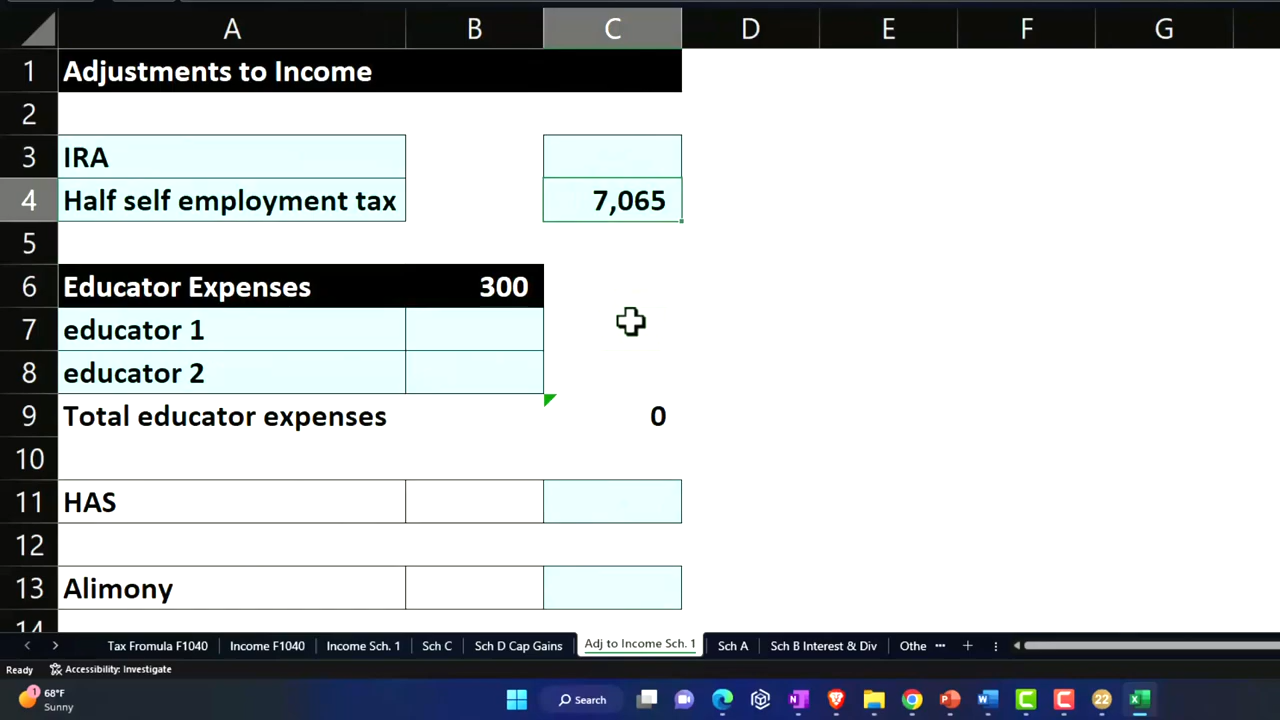 A B C D E F G
1 Adjustments to Income
2
3 IRA
4 Half self employment tax 7,065
5
6 Educator Expenses 300
7 educator 1
8 educator 2
9 Total educator expenses 0
10
11 HAS
12
13 Alimony
14
Tax Fromula F1040 Income F1040 Income Sch. 1 Sch C Sch D Cap Gains Adj to Income Sch. 1 Sch A Sch B Interest & Div Othe ...
Ready Accessibility: Investigate
1 68°F Search 22
Sunny